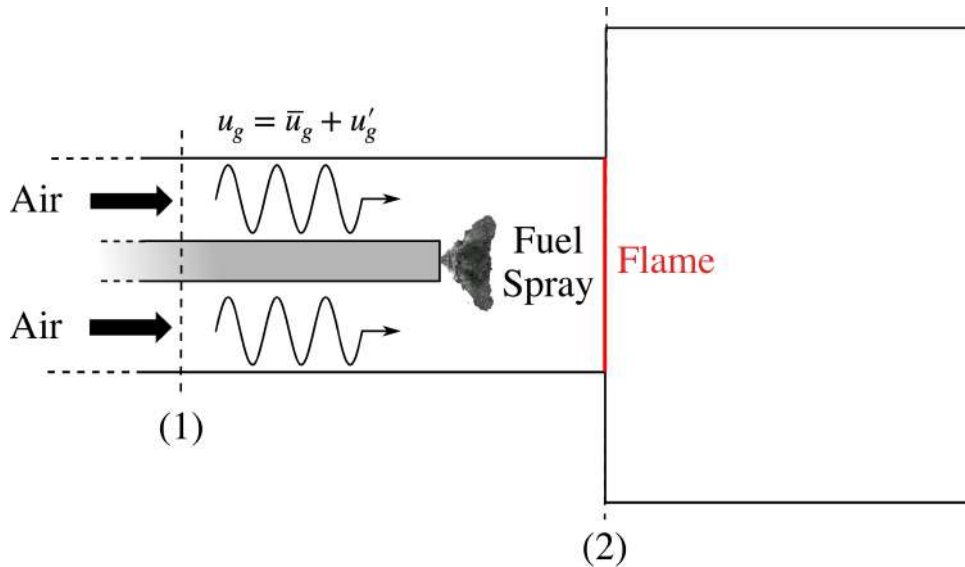 u_g = ū_g + u'_g
Air
Fuel
Spray
Flame
Air
(1)
(2)